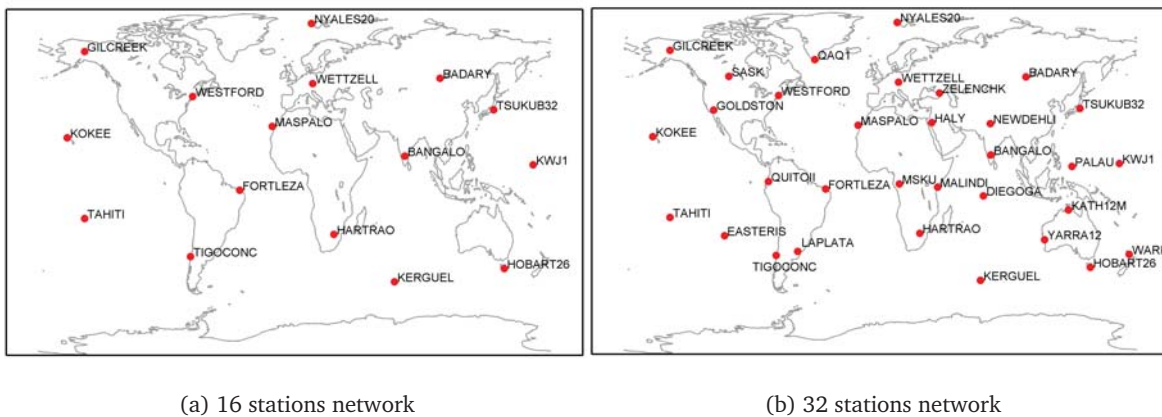 NYALES20
GILCREEK
WETTZELL
BADARY
WESTFORD
TSUKUB32
MASPALO
KOKEE
BANGALO
KWJ1
FORTLEZA
TAHITI
HARTRAO
TIGOCONC
HOBART26
KERGUEL
(a) 16 stations network
NYALES20
GILCREEK
QAQ1
SASK
WETTZELL
BADARY
ZELENCHK
WESTFORD
GOLDSTON
TSUKUB32
MASPALO
HALY
NEWDEHLI
KOKEE
BANGALO
PALAU
KWJ1
QUITOII
MSKU
MALINDI
FORTLEZA
DIEGOGA
KATH12M
TAHITI
EASTERIS
HARTRAO
YARRA12
LAPLATA
WARK
TIGOCONC
HOBART26
KERGUEL
(b) 32 stations network